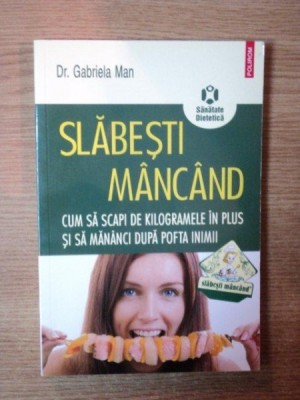 Dr. Gabriela Man
POLIROM
Sănătate
Dietetică
SLĂBEȘTI
MÂNCÂND
CUM SĂ SCAPI DE KILOGRAMELE ÎN PLUS
ȘI SĂ MĂNÂNCI DUPĂ POFTA INIMII
slăbești mâncând